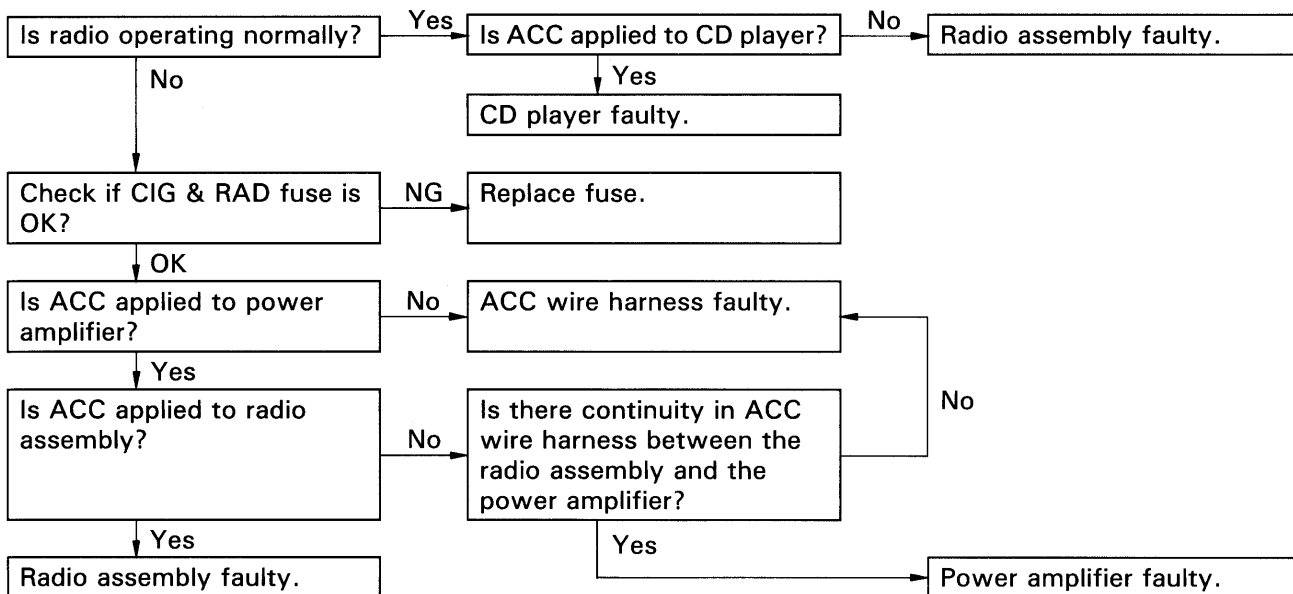 Is radio operating normally?
Yes
Is ACC applied to CD player?
No
Radio assembly faulty.
No
Yes
CD player faulty.
Check if CIG & RAD fuse is
OK?
NG
Replace fuse.
OK
Is ACC applied to power
amplifier?
No
ACC wire harness faulty.
Yes
Is ACC applied to radio
assembly?
No
Is there continuity in ACC
wire harness between the
radio assembly and the
power amplifier?
No
Yes
Radio assembly faulty.
Yes
Power amplifier faulty.